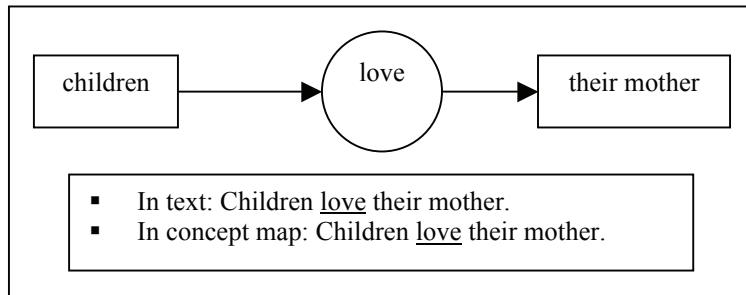 children
love
their mother
▪ In text: Children love their mother.
▪ In concept map: Children love their mother.